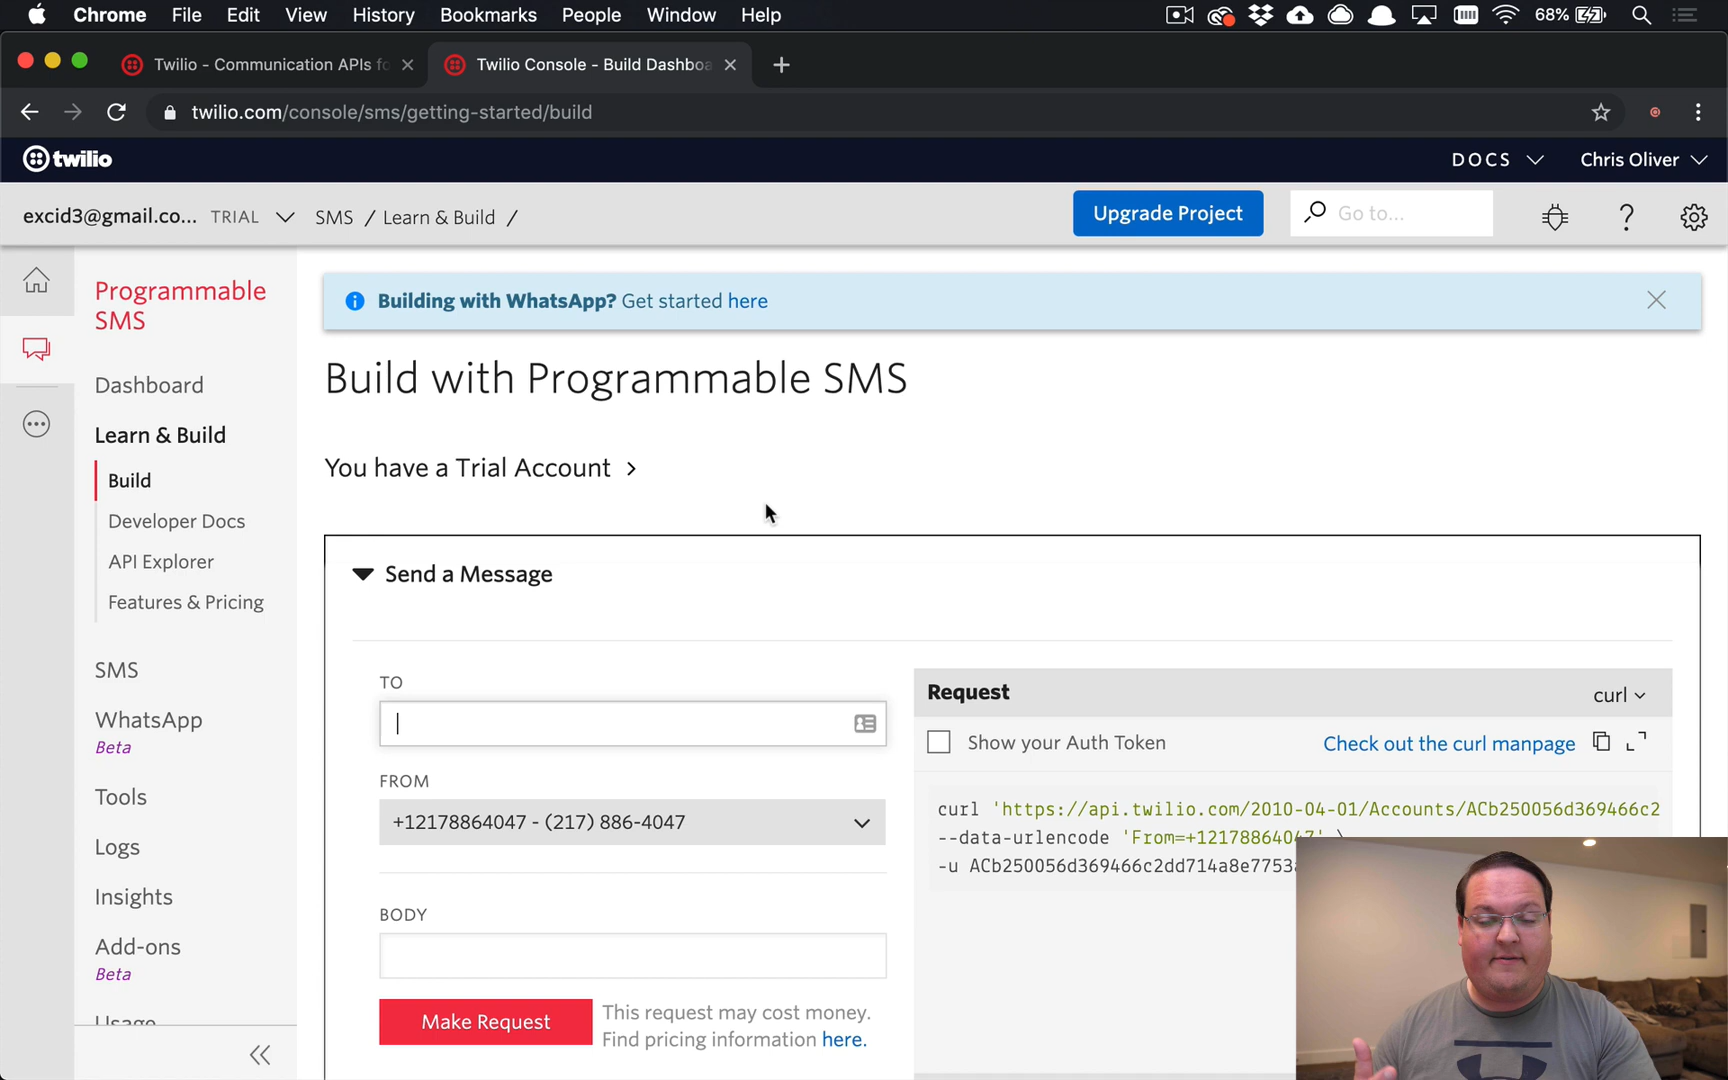 Chrome File Edit View History Bookmarks People Window Help 68%
Twilio - Communication APIs fo Twilio Console - Build Dashboa
twilio.com/console/sms/getting-started/build
twilio DOCS Chris Oliver
excid3@gmail.co... TRIAL SMS / Learn & Build / Upgrade Project Go to...
Programmable
SMS
Dashboard
Learn & Build
Build
Developer Docs
API Explorer
Features & Pricing
SMS
WhatsApp
Beta
Tools
Logs
Insights
Add-ons
Beta
Usage
Building with WhatsApp? Get started here
Build with Programmable SMS
You have a Trial Account
Send a Message
TO
FROM
+12178864047 - (217) 886-4047
BODY
Make Request
This request may cost money.
Find pricing information here.
Request curl
Show your Auth Token Check out the curl manpage
curl 'https://api.twilio.com/2010-04-01/Accounts/ACb250056d369466c2
--data-urlencode 'From=+12178864047' \
-u ACb250056d369466c2dd714a8e7753a